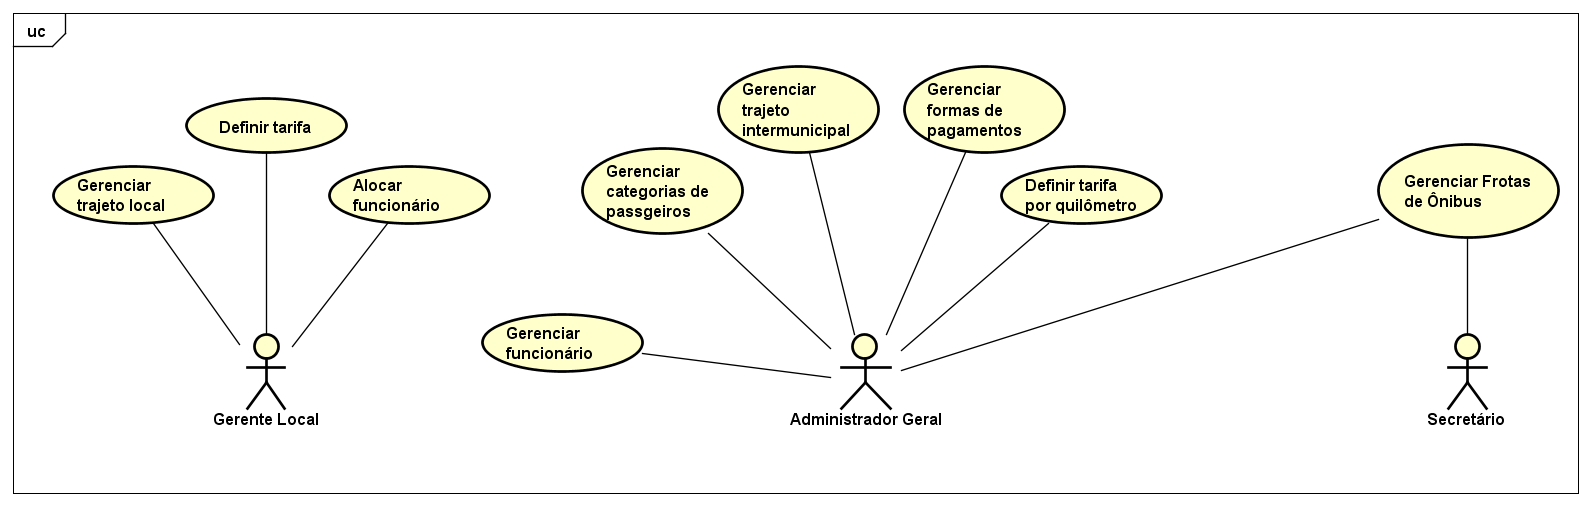 uc
Definir tarifa
Gerenciar
trajeto local
Alocar
funcionário
Gerente Local
Gerenciar
trajeto
intermunicipal
Gerenciar
formas de
pagamentos
Gerenciar
categorias de
passgeiros
Definir tarifa
por quilômetro
Gerenciar
funcionário
Administrador Geral
Gerenciar Frotas
de Ônibus
Secretário